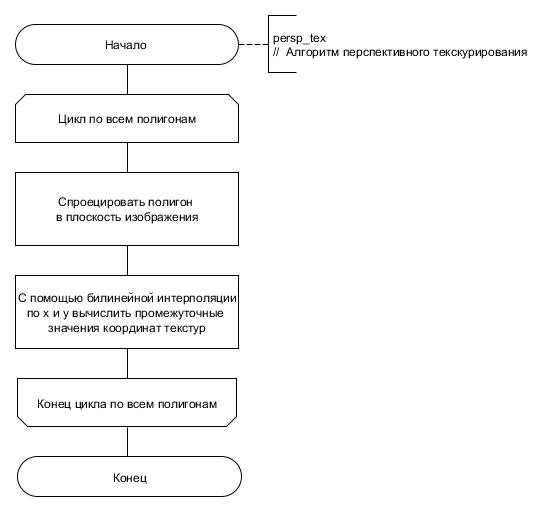 Начало
persp_tex
// Алгоритм перспективного текскурирования
Цикл по всем полигонам
Спроецировать полигон
в плоскость изображения
С помощью билинейной интерполяции
по x и y вычислить промежуточные
значения координат текстур
Конец цикла по всем полигонам
Конец